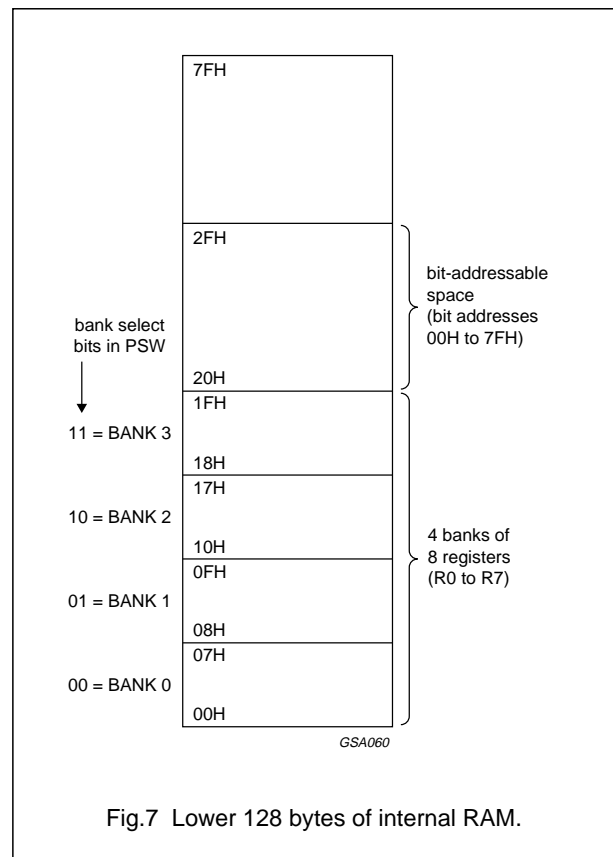 7FH
2FH
bit-addressable
space
(bit addresses
00H to 7FH)
bank select
bits in PSW
20H
1FH
11 = BANK 3
18H
17H
10 = BANK 2
10H
4 banks of
8 registers
(R0 to R7)
0FH
01 = BANK 1
08H
07H
00 = BANK 0
00H
GSA060
Fig.7 Lower 128 bytes of internal RAM.